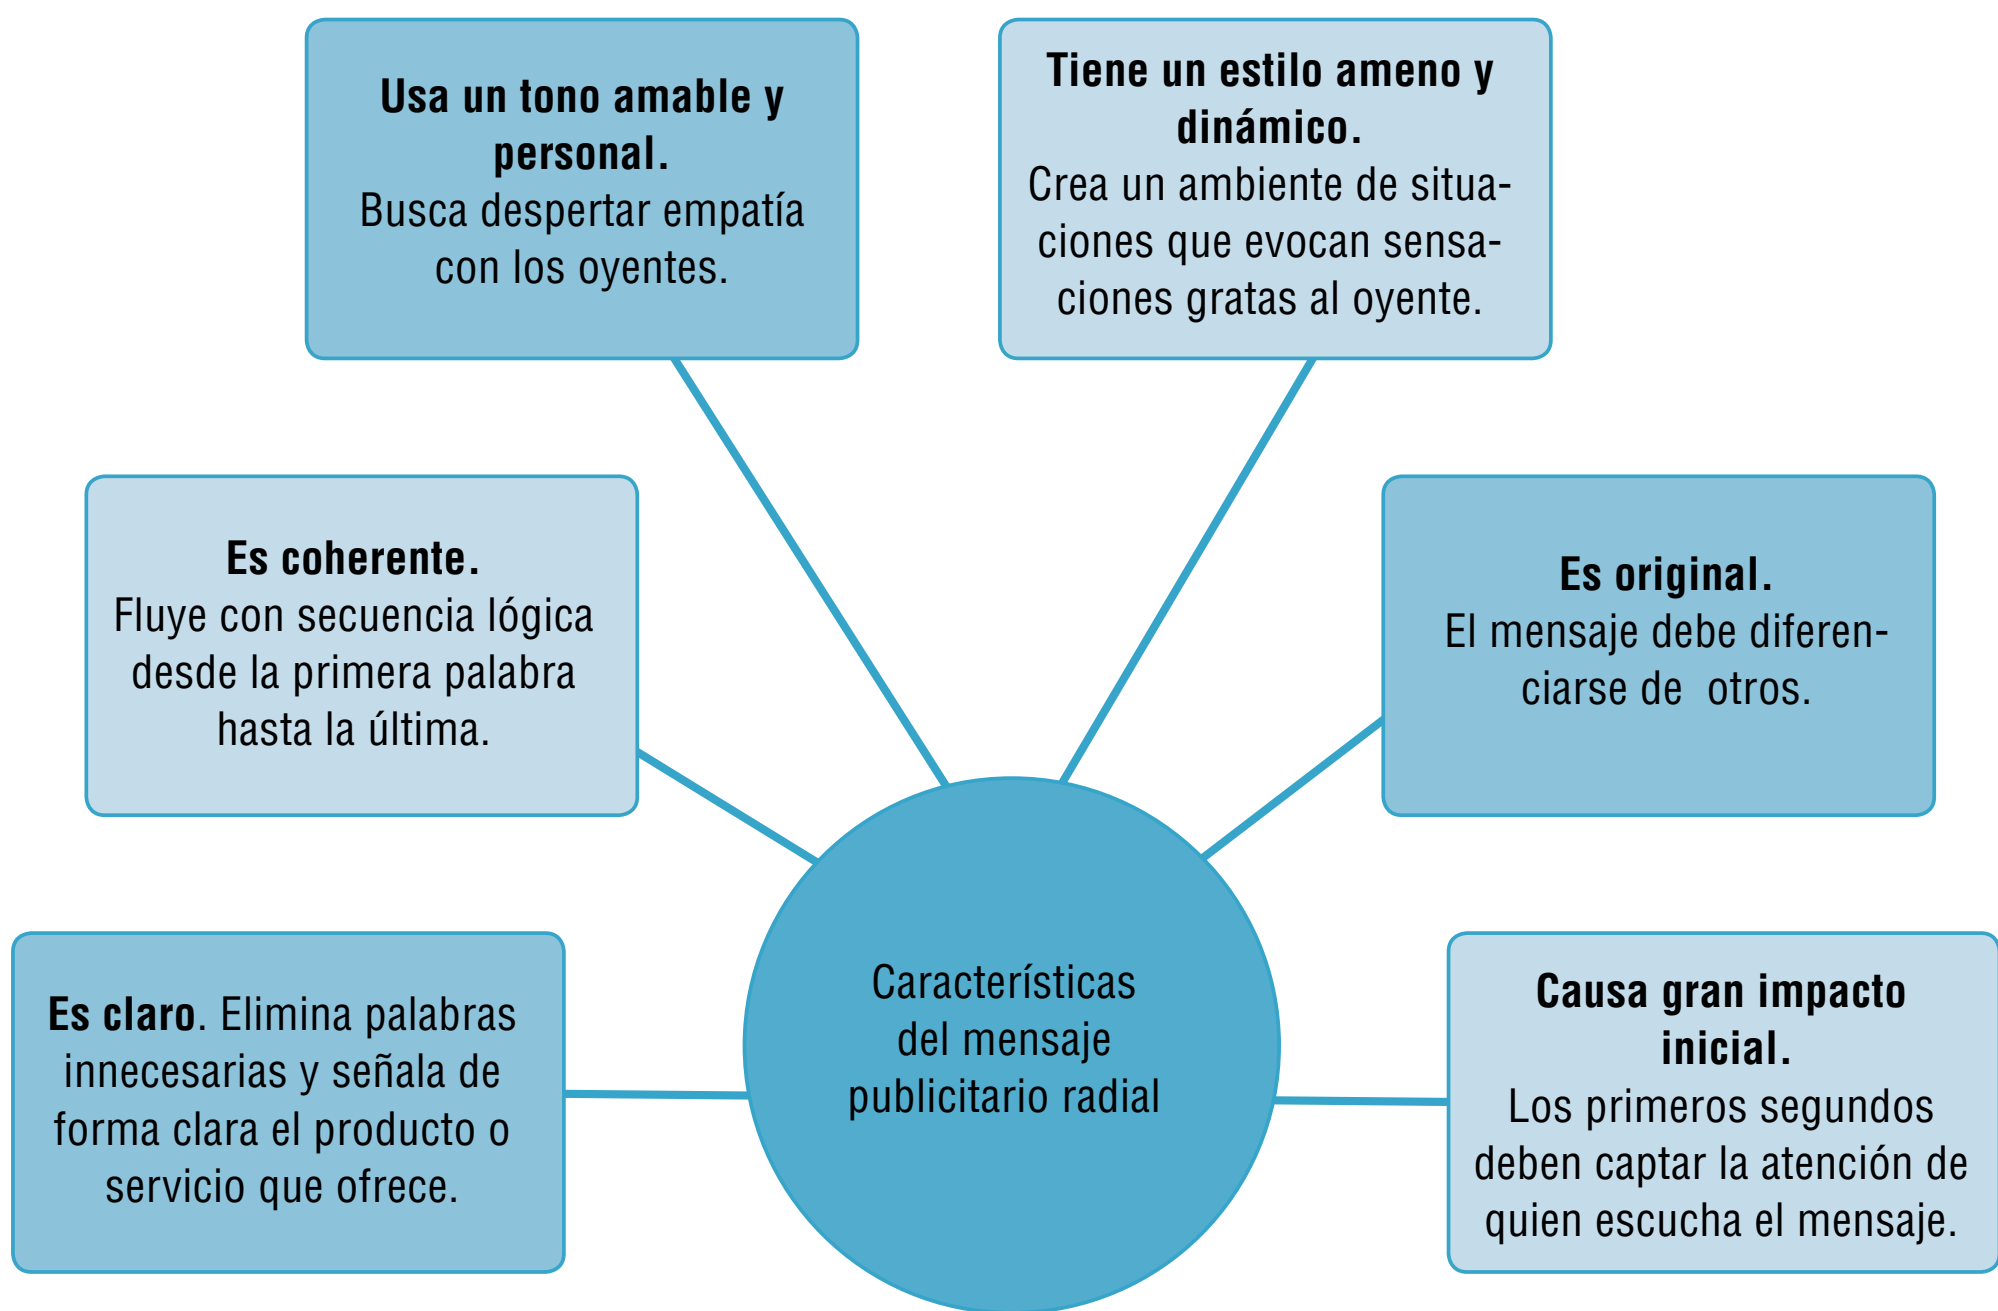 Usa un tono amable y
personal.
Busca despertar empatía
con los oyentes.
Tiene un estilo ameno y
dinámico.
Crea un ambiente de situa-
ciones que evocan sensa-
ciones gratas al oyente.
Es coherente.
Fluye con secuencia lógica
desde la primera palabra
hasta la última.
Es original.
El mensaje debe diferen-
ciarse de  otros.
Es claro. Elimina palabras
innecesarias y señala de
forma clara el producto o
servicio que ofrece.
Características
del mensaje
publicitario radial
Causa gran impacto
inicial.
Los primeros segundos
deben captar la atención de
quien escucha el mensaje.